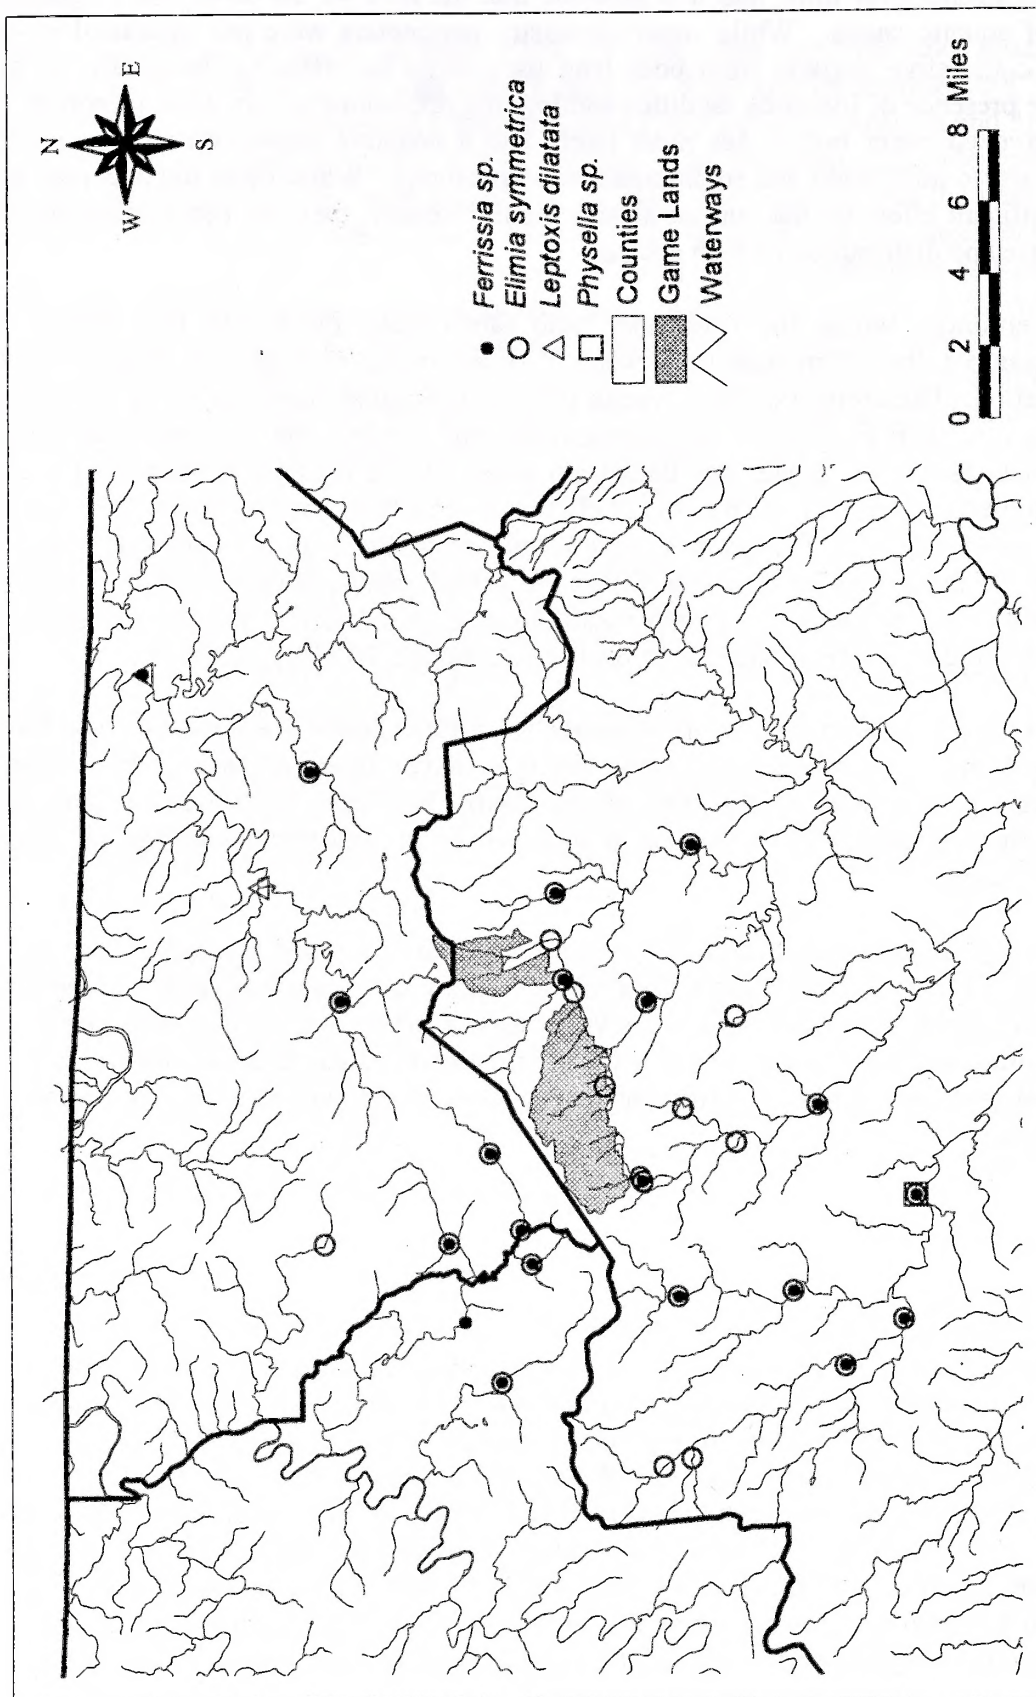 N
W E
S
Ferrissia sp.
Elimia symmetrica
Leptoxis dilatata
Physella sp.
Counties
Game Lands
Waterways
0 2 4 6 8 Miles